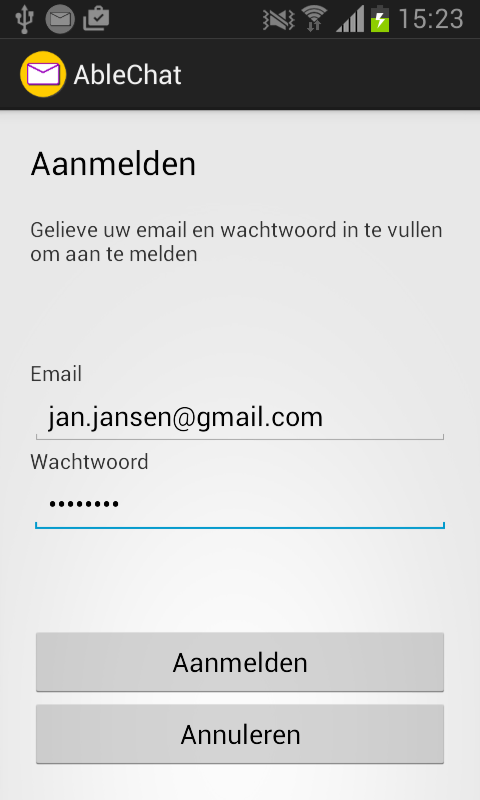 15:23
AbleChat
Aanmelden
Gelieve uw email en wachtwoord in te vullen
om aan te melden
Email
jan.jansen@gmail.com
Wachtwoord
••••••••
Aanmelden
Annuleren